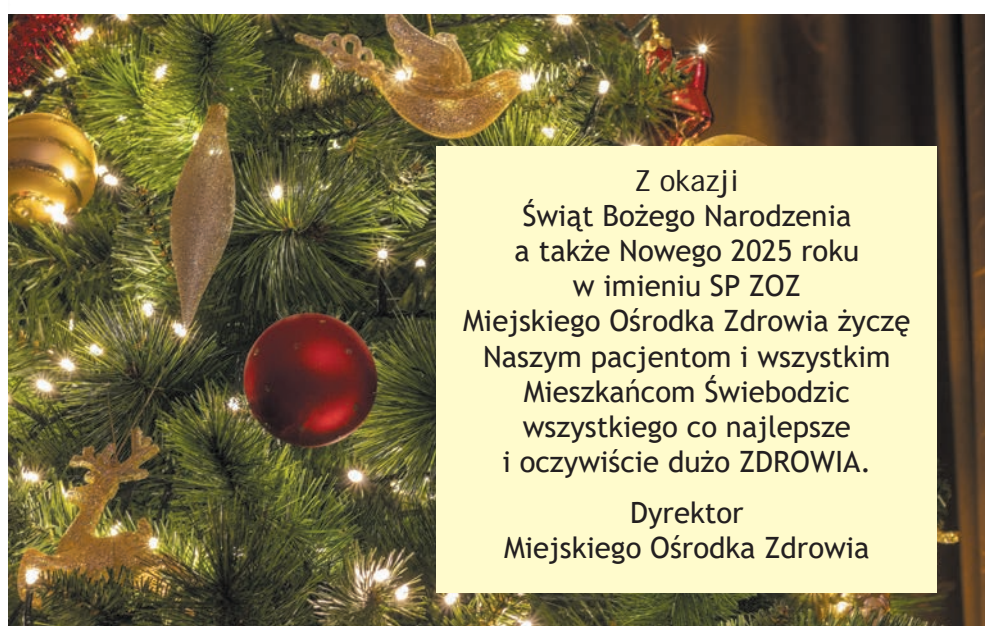 Z okazji
Świąt Bożego Narodzenia
a także Nowego 2025 roku
w imieniu SP ZOZ
Miejskiego Ośrodka Zdrowia życzę
Naszym pacjentom i wszystkim
Mieszkańcom Świebodzic
wszystkiego co najlepsze
i oczywiście dużo ZDROWIA.
Dyrektor
Miejskiego Ośrodka Zdrowia